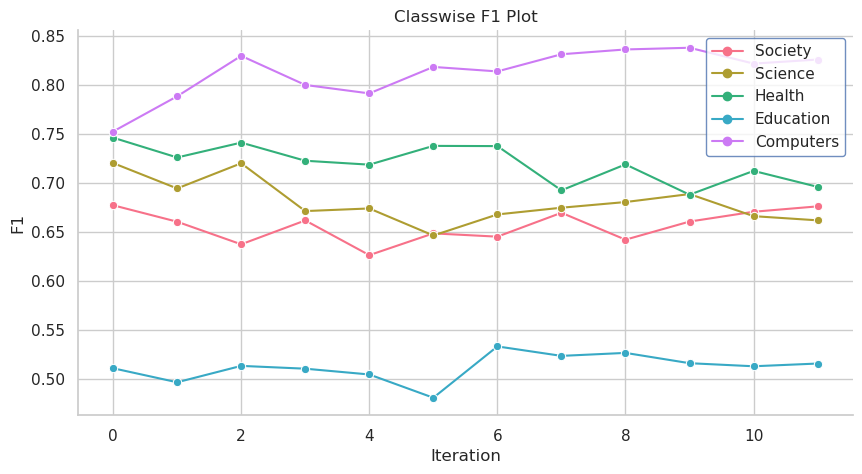 Classwise F1 Plot
F1
0.85
0.80
0.75
0.70
0.65
0.60
0.55
0.50
0
2
4
6
8
10
Iteration
Society
Science
Health
Education
Computers